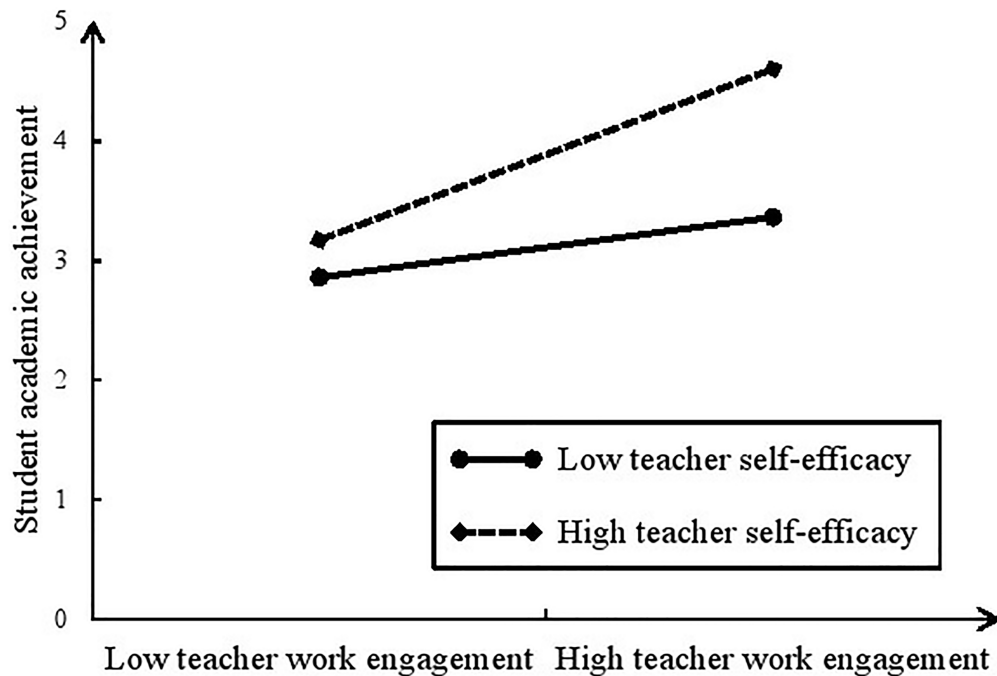 5
4
3
2
1
0
Student academic achievement
Low teacher self-efficacy
High teacher self-efficacy
Low teacher work engagement
High teacher work engagement